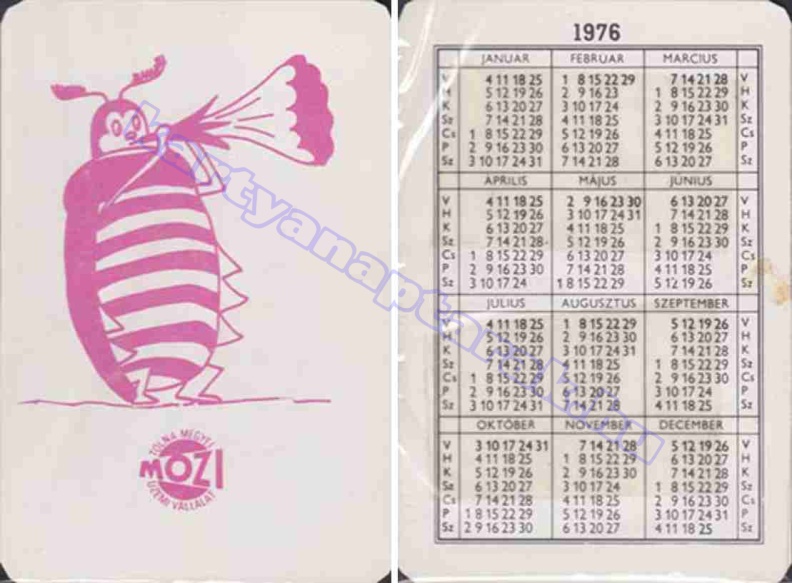 TOLNA MEGYEI
MOZI
ÜZEMI VÁLLALAT
kartyanaptarak.hu
1976
JANUÁR FEBRUÁR MÁRCIUS
V 4 11 18 25 1 8 15 22 29 7 14 21 28 V
H 5 12 19 26 2 9 16 23 1 8 15 22 29 H
K 6 13 20 27 3 10 17 24 2 9 16 23 30 K
Sz 7 14 21 28 4 11 18 25 3 10 17 24 31 Sz
Cs 1 8 15 22 29 5 12 19 26 4 11 18 25 Cs
P 2 9 16 23 30 6 13 20 27 5 12 19 26 P
Sz 3 10 17 24 31 7 14 21 28 6 13 20 27 Sz
ÁPRILIS MÁJUS JÚNIUS
V 4 11 18 25 2 9 16 23 30 6 13 20 27 V
H 5 12 19 26 3 10 17 24 31 7 14 21 28 H
K 6 13 20 27 4 11 18 25 1 8 15 22 29 K
Sz 7 14 21 28 5 12 19 26 2 9 16 23 30 Sz
Cs 1 8 15 22 29 6 13 20 27 3 10 17 24 Cs
P 2 9 16 23 30 7 14 21 28 4 11 18 25 P
Sz 3 10 17 24 1 8 15 22 29 5 12 19 26 Sz
JÚLIUS AUGUSZTUS SZEPTEMBER
V 4 11 18 25 1 8 15 22 29 5 12 19 26 V
H 5 12 19 26 2 9 16 23 30 6 13 20 27 H
K 6 13 20 27 3 10 17 24 31 7 14 21 28 K
Sz 7 14 21 28 4 11 18 25 1 8 15 22 29 Sz
Cs 1 8 15 22 29 5 12 19 26 2 9 16 23 30 Cs
P 2 9 16 23 30 6 13 20 27 3 10 17 24 P
Sz 3 10 17 24 31 7 14 21 28 4 11 18 25 Sz
OKTÓBER NOVEMBER DECEMBER
V 3 10 17 24 31 7 14 21 28 5 12 19 26 V
H 4 11 18 25 1 8 15 22 29 6 13 20 27 H
K 5 12 19 26 2 9 16 23 30 7 14 21 28 K
Sz 6 13 20 27 3 10 17 24 1 8 15 22 29 Sz
Cs 7 14 21 28 4 11 18 25 2 9 16 23 30 Cs
P 1 8 15 22 29 5 12 19 26 3 10 17 24 31 P
Sz 2 9 16 23 30 6 13 20 27 4 11 18 25 Sz